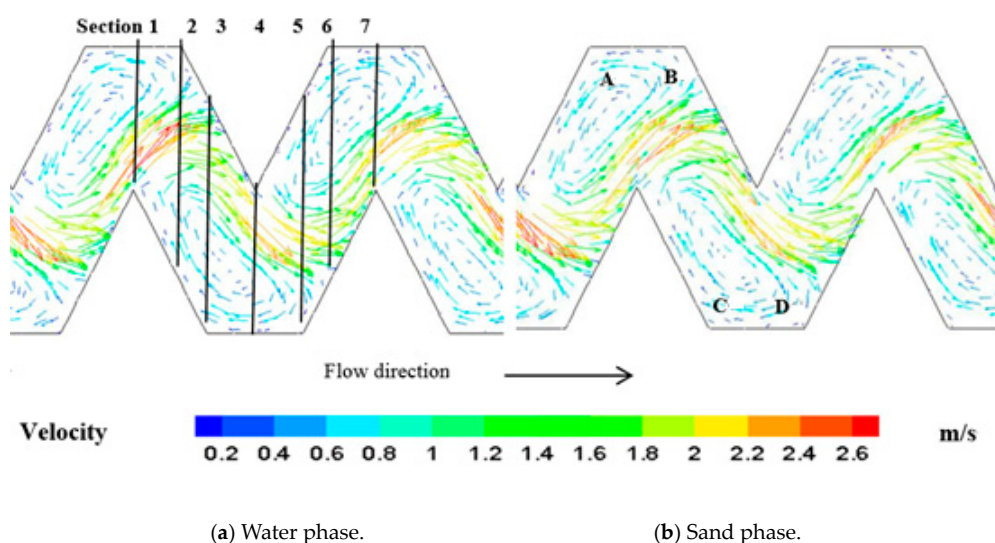 Section 1 2 3 4 5 6 7
A B
C D
Flow direction
Velocity m/s
0.2 0.4 0.6 0.8 1 1.2 1.4 1.6 1.8 2 2.2 2.4 2.6
(a) Water phase. (b) Sand phase.